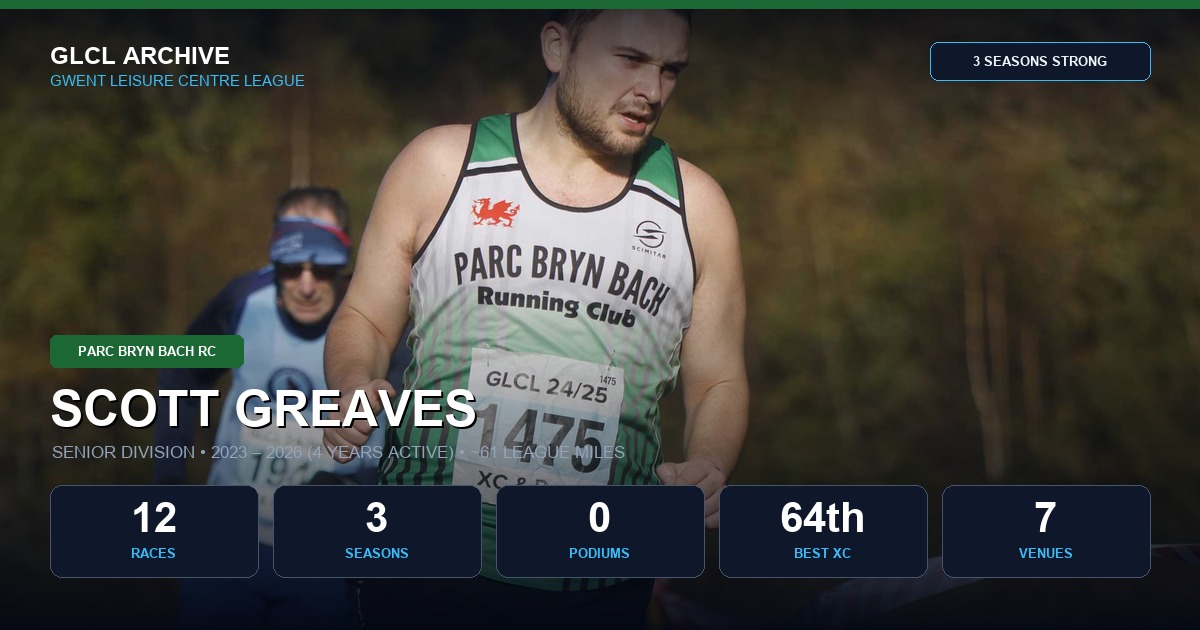 GLCL ARCHIVE
GWENT LEISURE CENTRE LEAGUE
3 SEASONS STRONG
SCIMITAR
PARC BRYN BACH
Running Club
PARC BRYN BACH RC
1475
GLCL 24/25
1475
SCOTT GREAVES
SENIOR DIVISION • 2023 – 2026 (4 YEARS ACTIVE) • ~61 LEAGUE MILES
XC &
12
RACES
3
SEASONS
0
PODIUMS
64th
BEST XC
7
VENUES